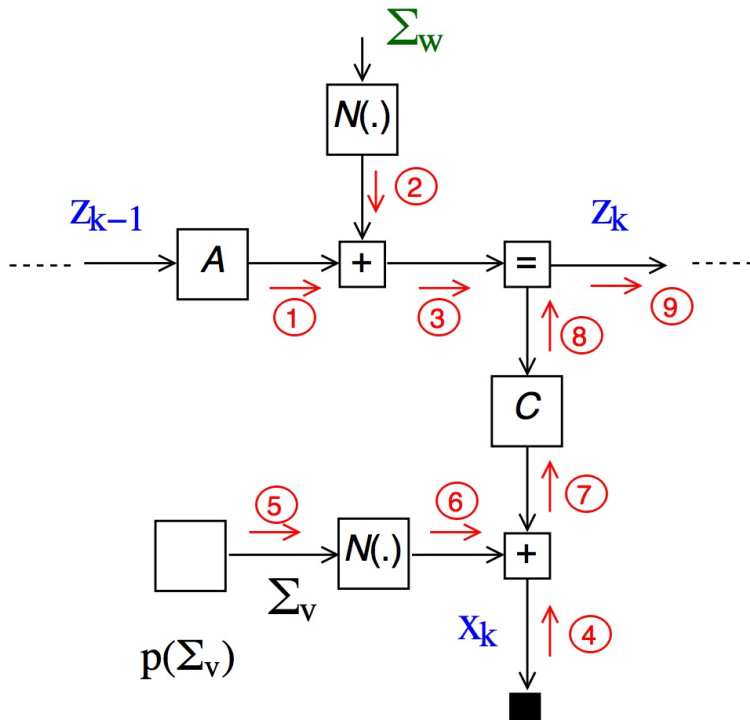 Σw
N(.)
2
zk−1
A
+
=
zk
1
3
9
8
C
7
5
6
N(.)
+
Σv
p(Σv)
xk
4